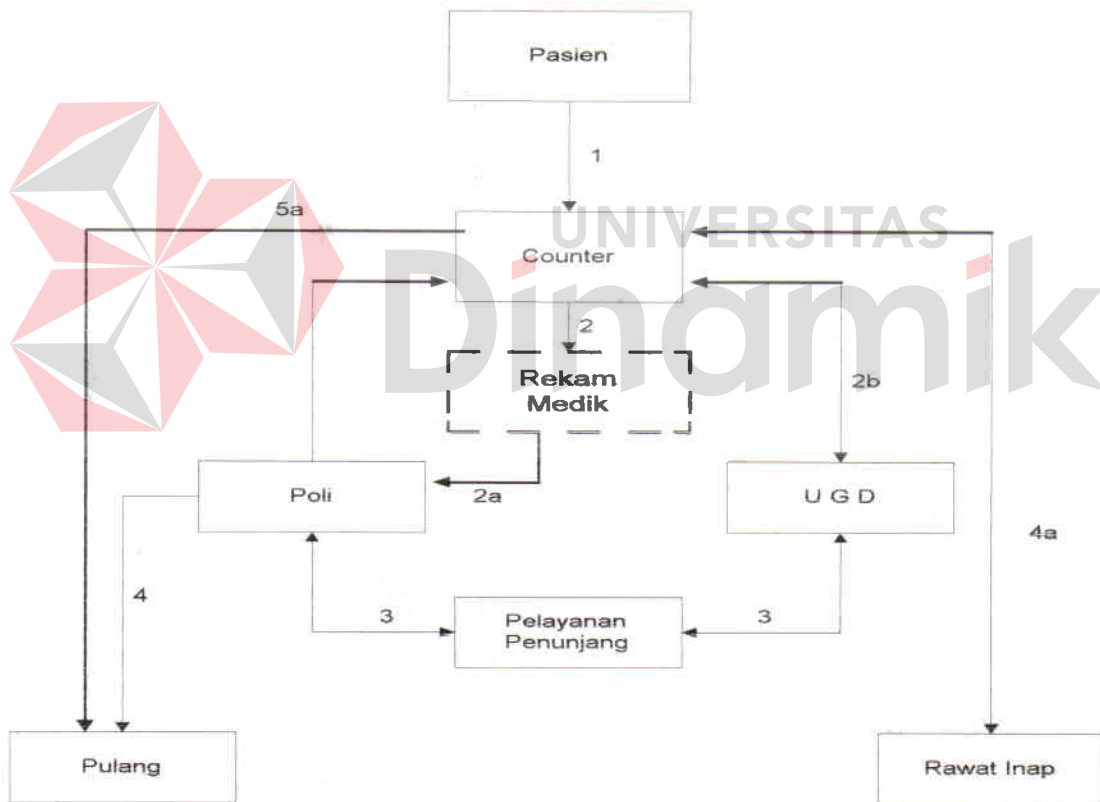 Pasien
1
5a
UNIVERSITAS
Counter
Dinamika
2
Rekam
Medik
2b
Poli
2a
U G D
4a
4
3
Pelayanan
Penunjang
3
Pulang
Rawat Inap